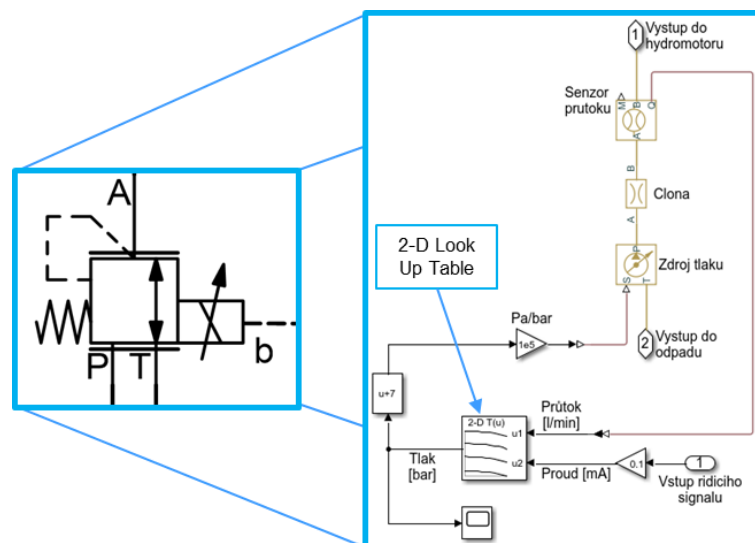 1
Vystup do
hydromotoru
M
B
Q
A
Senzor
prutoku
B
Clona
A
P
S
T
Zdroj tlaku
2
Vystup do
odpadu
A
P
T
b
2-D Look
Up Table
Pa/bar
1e5
u+7
2-D T(u)
u1
u2
Průtok
[l/min]
Tlak
[bar]
Proud [mA]
0.1
1
Vstup ridiciho
signalu